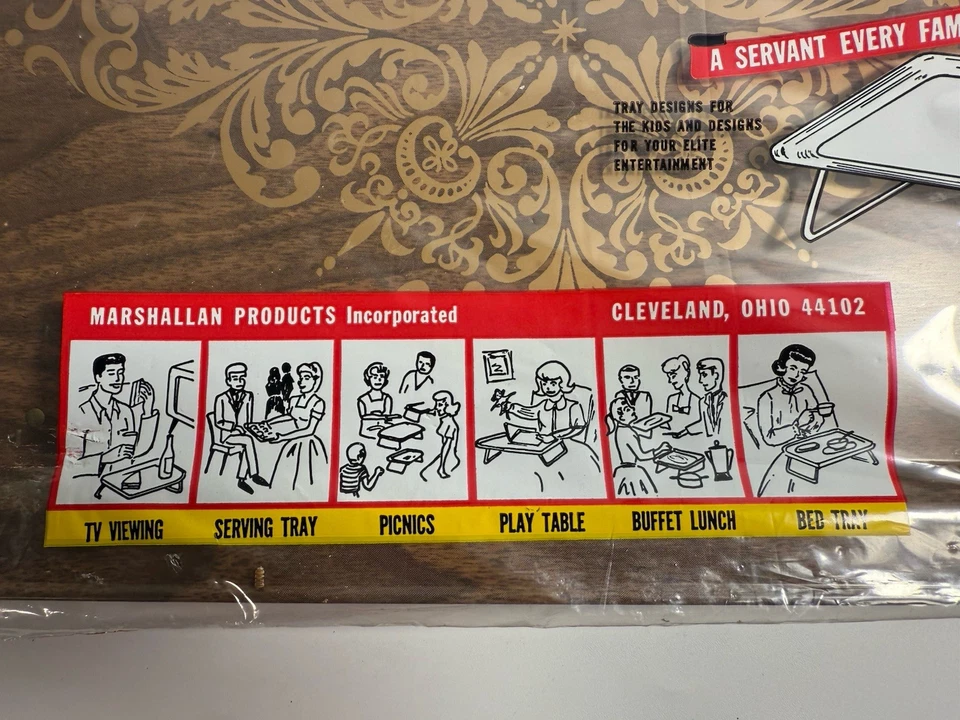 A SERVANT EVERY FAM
TRAY DESIGNS FOR
THE KIDS AND DESIGNS
FOR YOUR ELITE
ENTERTAINMENT
MARSHALLAN PRODUCTS Incorporated
CLEVELAND, OHIO 44102
TV VIEWING
SERVING TRAY
PICNICS
PLAY TABLE
BUFFET LUNCH
BED TRAY